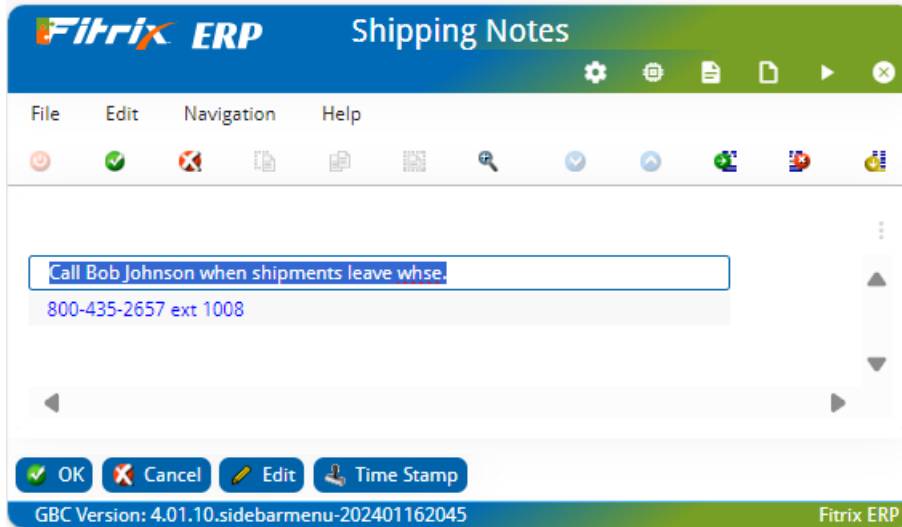 Fitrix ERP Shipping Notes
File Edit Navigation Help
Call Bob Johnson when shipments leave whse.
800-435-2657 ext 1008
OK Cancel Edit Time Stamp
GBC Version: 4.01.10.sidebarmenu-202401162045 Fitrix ERP